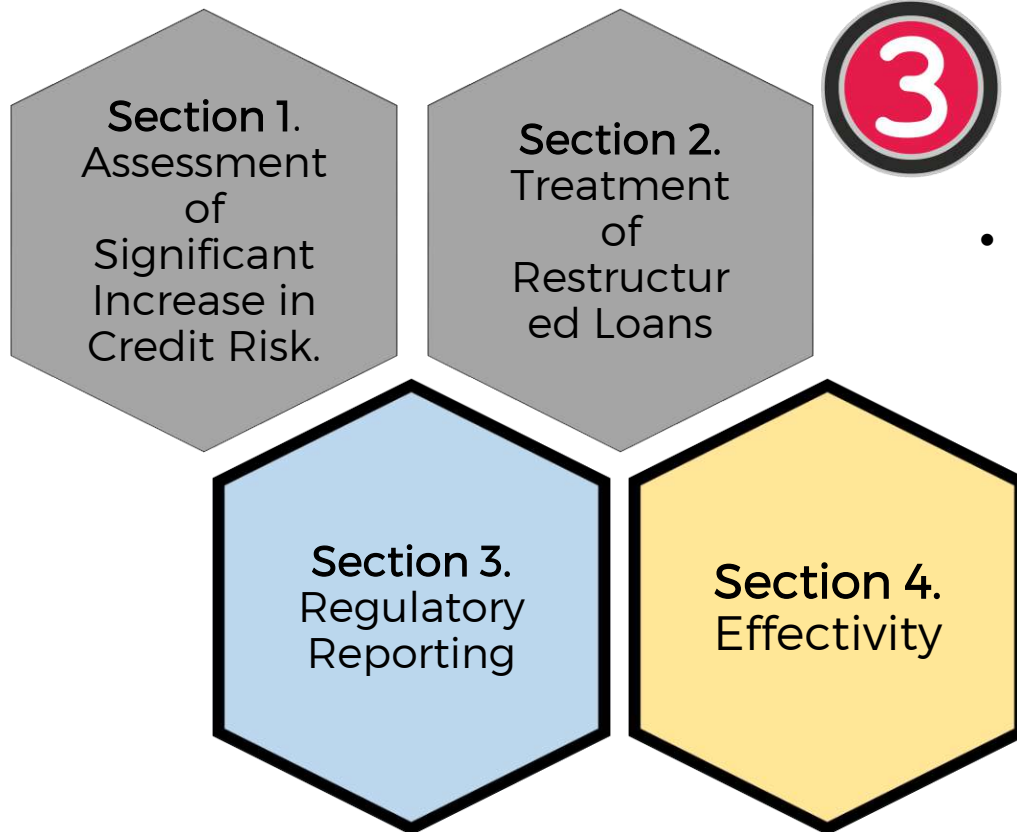 Section 1.
Assessment
of
Significant
Increase in
Credit Risk.
Section 2.
Treatment
of
Restructur
ed Loans
3
•
Section 3.
Regulatory
Reporting
Section 4.
Effectivity